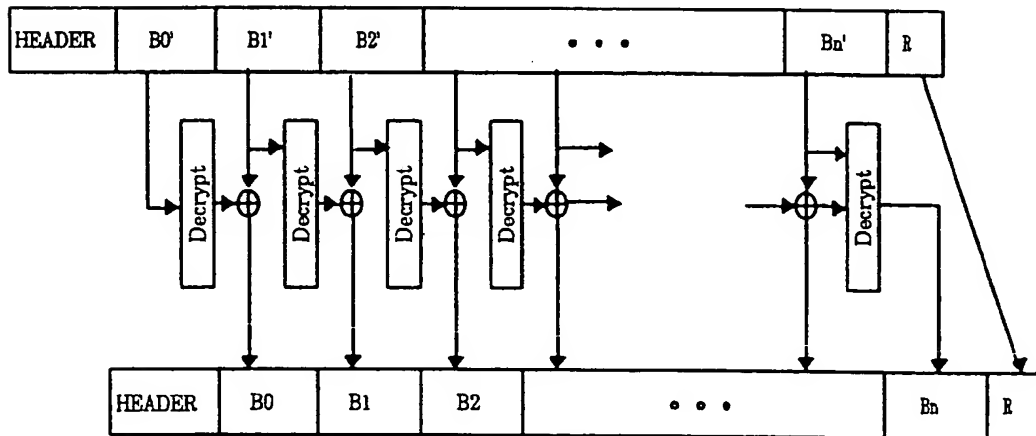 HEADER B0' B1' B2' • • • Bn' R
Decrypt Decrypt Decrypt Decrypt Decrypt
HEADER B0 B1 B2 • • • Bn R